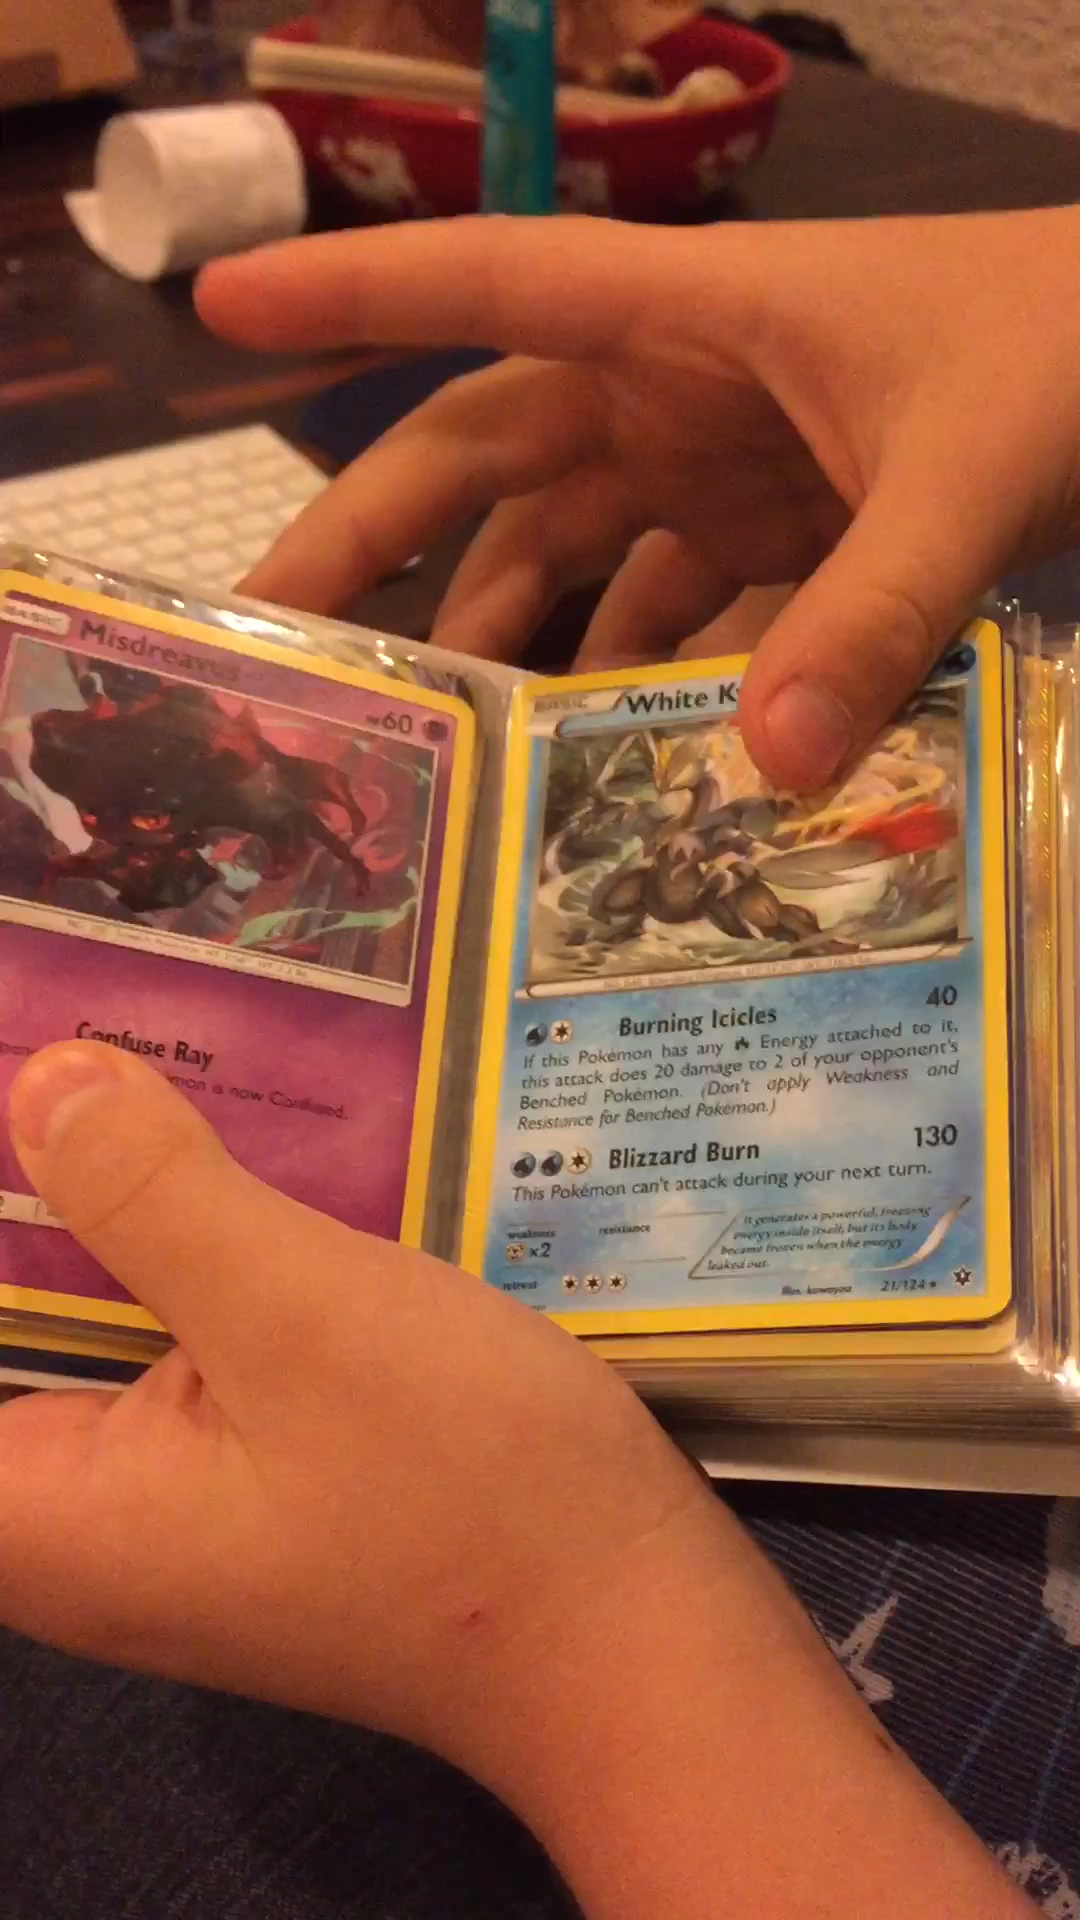 BASIC Misdreavus
HP60
Confuse Ray
is now Confused.
BASIC White K
Burning Icicles 40
If this Pokémon has any Energy attached to it,
this attack does 20 damage to 2 of your opponent's
Benched Pokémon. (Don't apply Weakness and
Resistance for Benched Pokémon.)
Blizzard Burn 130
This Pokémon can't attack during your next turn.
weakness resistance
x2
It generates a powerful, freezing
energy inside itself, but its body
became frozen when the energy
leaked out.
retreat
Illus. kawayoo 21/124